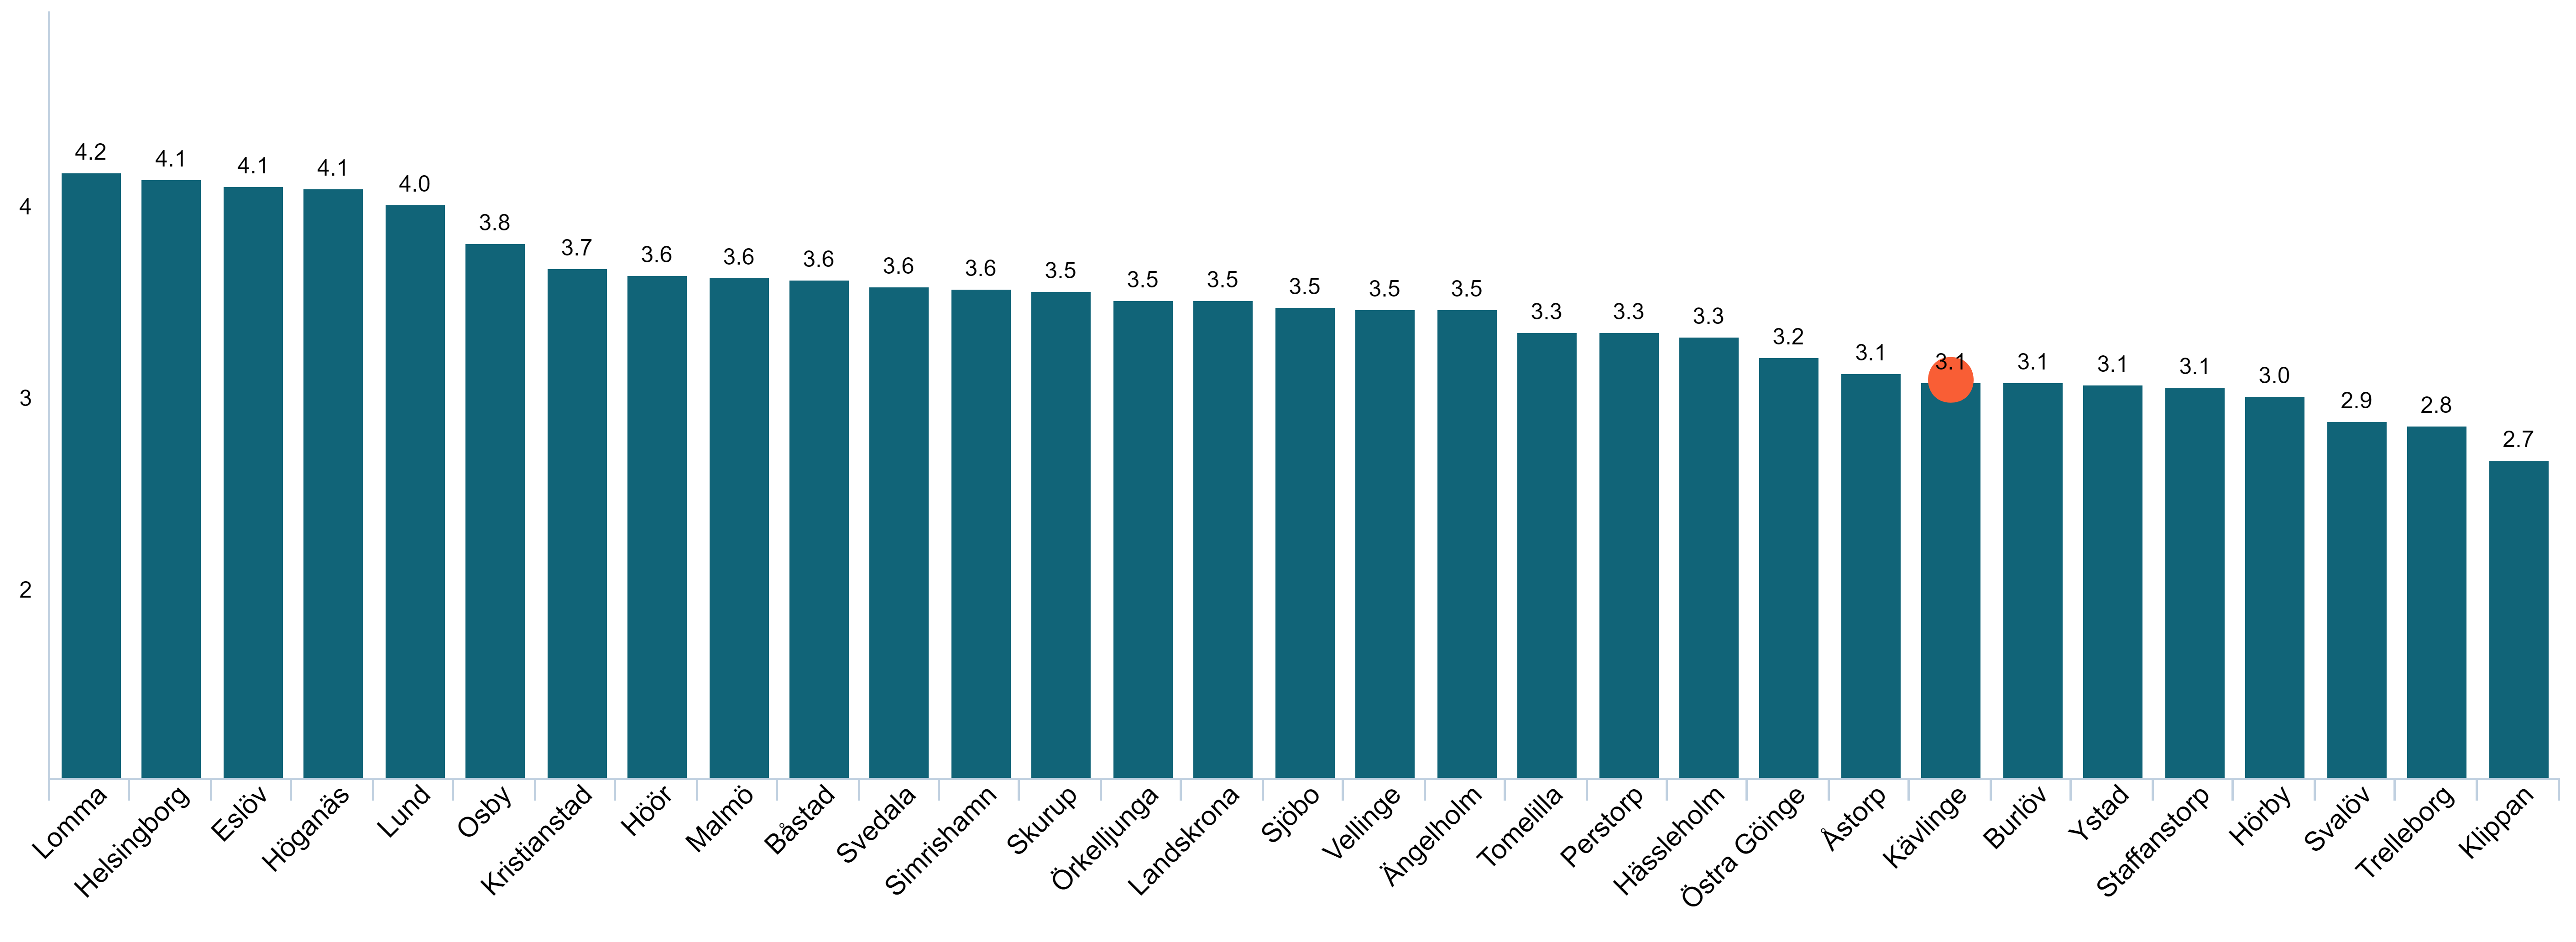 4.2 4.1 4.1 4.1 4.0 3.8 3.7 3.6 3.6 3.6 3.6 3.6 3.5 3.5 3.5 3.5 3.5 3.5 3.3 3.3 3.3 3.2 3.1 3.1 3.1 3.1 3.1 3.0 2.9 2.8 2.7
4
3
2
Lomma
Helsingborg
Eslöv
Höganäs
Lund
Osby
Kristianstad
Höör
Malmö
Båstad
Svedala
Simrishamn
Skurup
Örkelljunga
Landskrona
Sjöbo
Vellinge
Ängelholm
Tomelilla
Perstorp
Hässleholm
Östra Göinge
Åstorp
Kävlinge
Burlöv
Ystad
Staffanstorp
Hörby
Svalöv
Trelleborg
Klippan